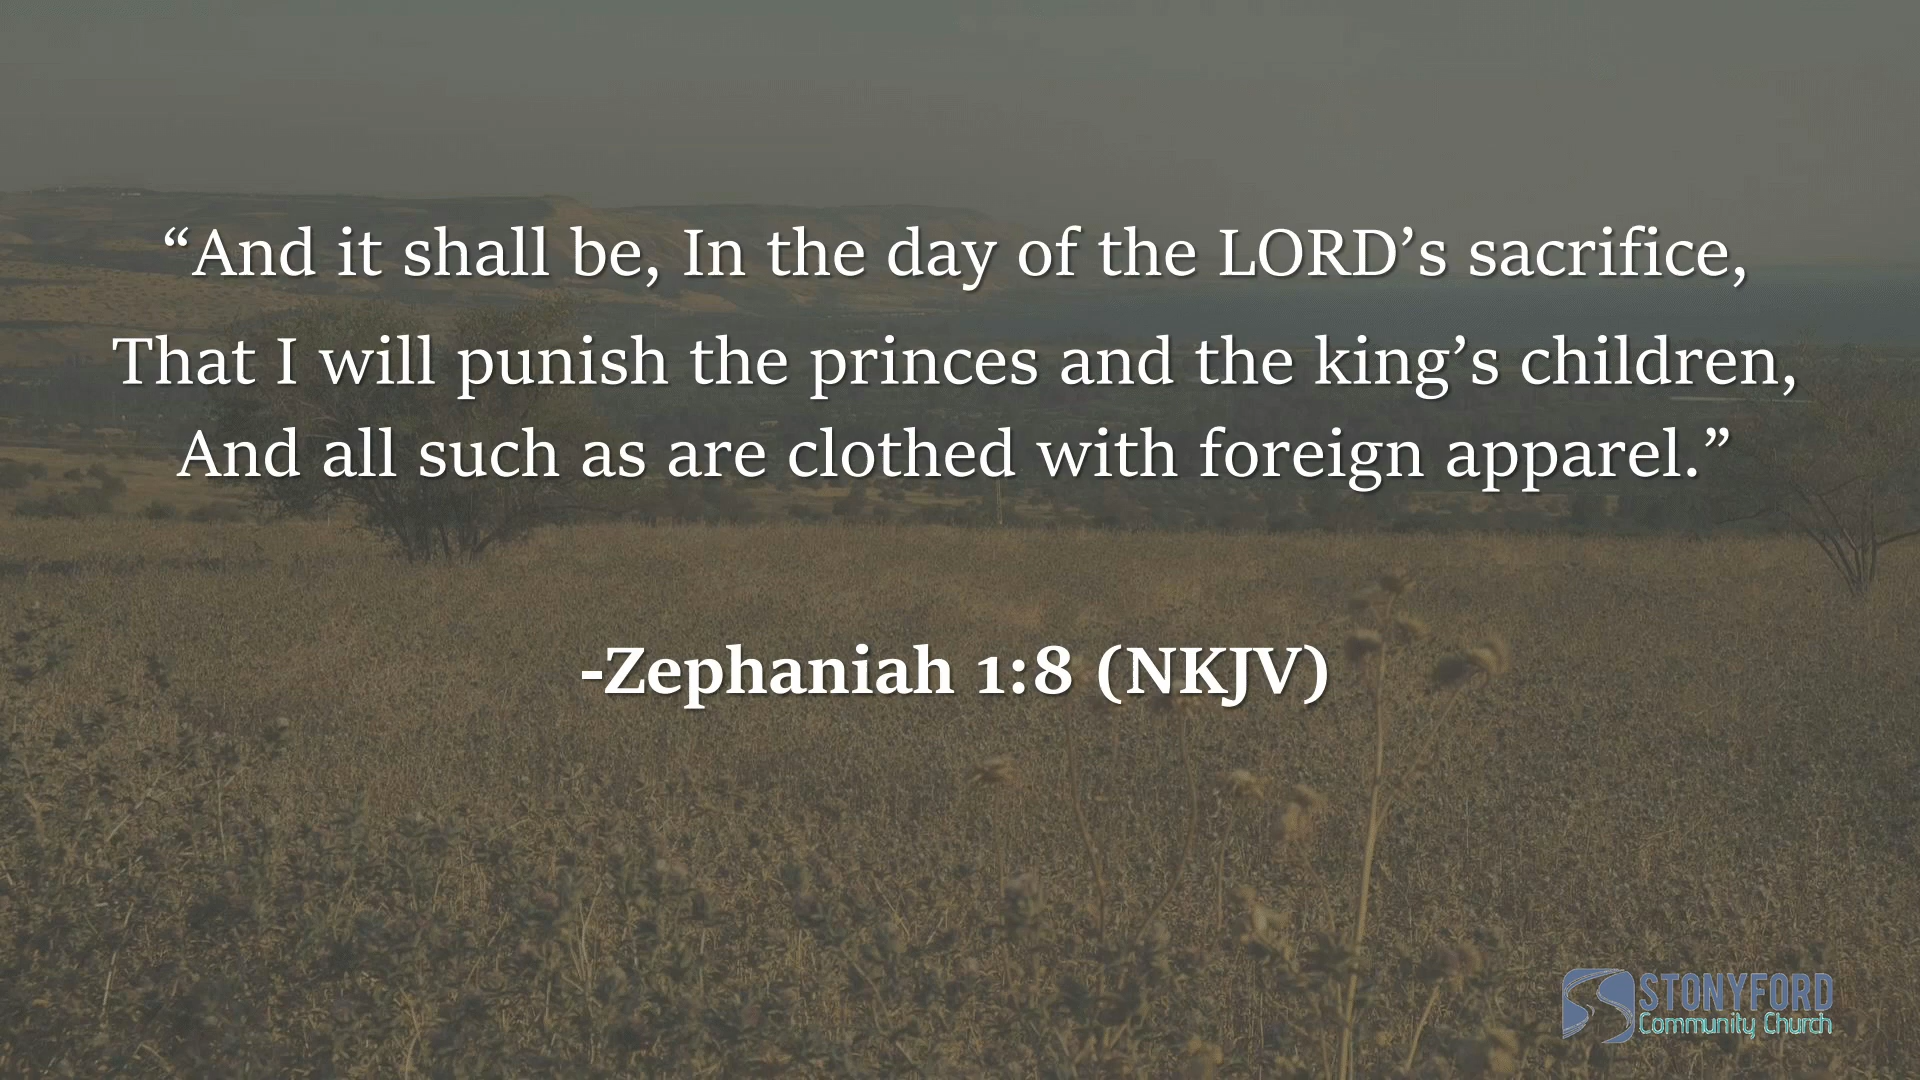 “And it shall be, In the day of the LORD’s sacrifice,
That I will punish the princes and the king’s children,
And all such as are clothed with foreign apparel.”
-Zephaniah 1:8 (NKJV)
STONYFORD
Community Church